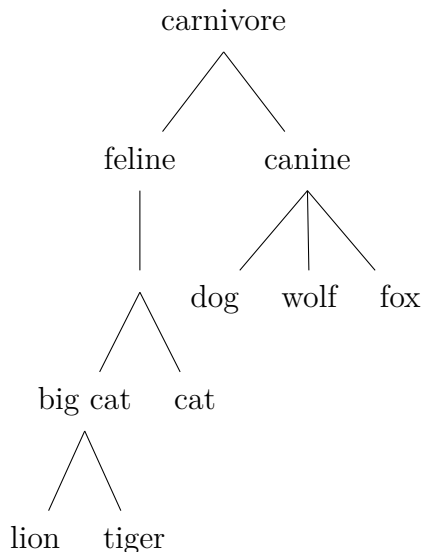 carnivore
feline canine
dog wolf fox
big cat cat
lion tiger